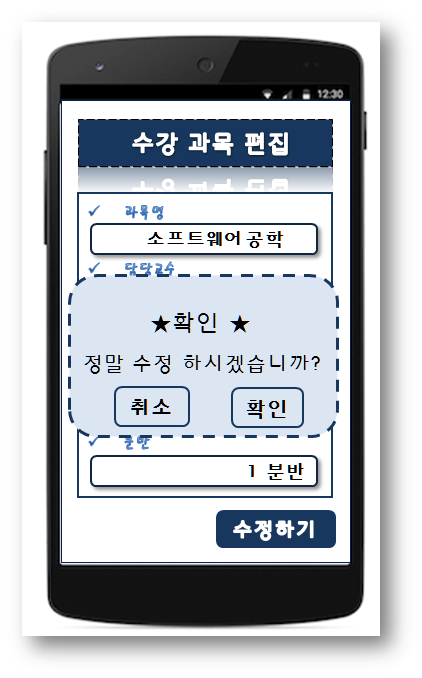 12:30
수강 과목 편집
✓ 과목명
소프트웨어 공학
✓ 담당교수
★확인 ★
정말 수정 하시겠습니까?
취소 확인
✓ 분반
1 분반
수정하기